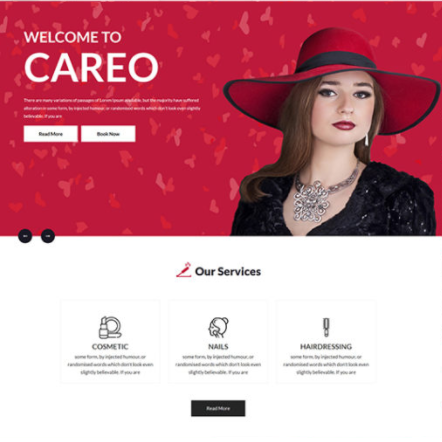 WELCOME TO
CAREO
There are many variations of passages of Lorem Ipsum available, but the majority have suffered
alteration in some form, by injected humour, or randomised words which don't look even slightly
believable. If you are
Read More
Book Now
Our Services
COSMETIC
some form, by injected humour, or
randomised words which don't look even
slightly believable. If you are
NAILS
some form, by injected humour, or
randomised words which don't look even
slightly believable. If you are
HAIRDRESSING
some form, by injected humour, or
randomised words which don't look even
slightly believable. If you are
Read More